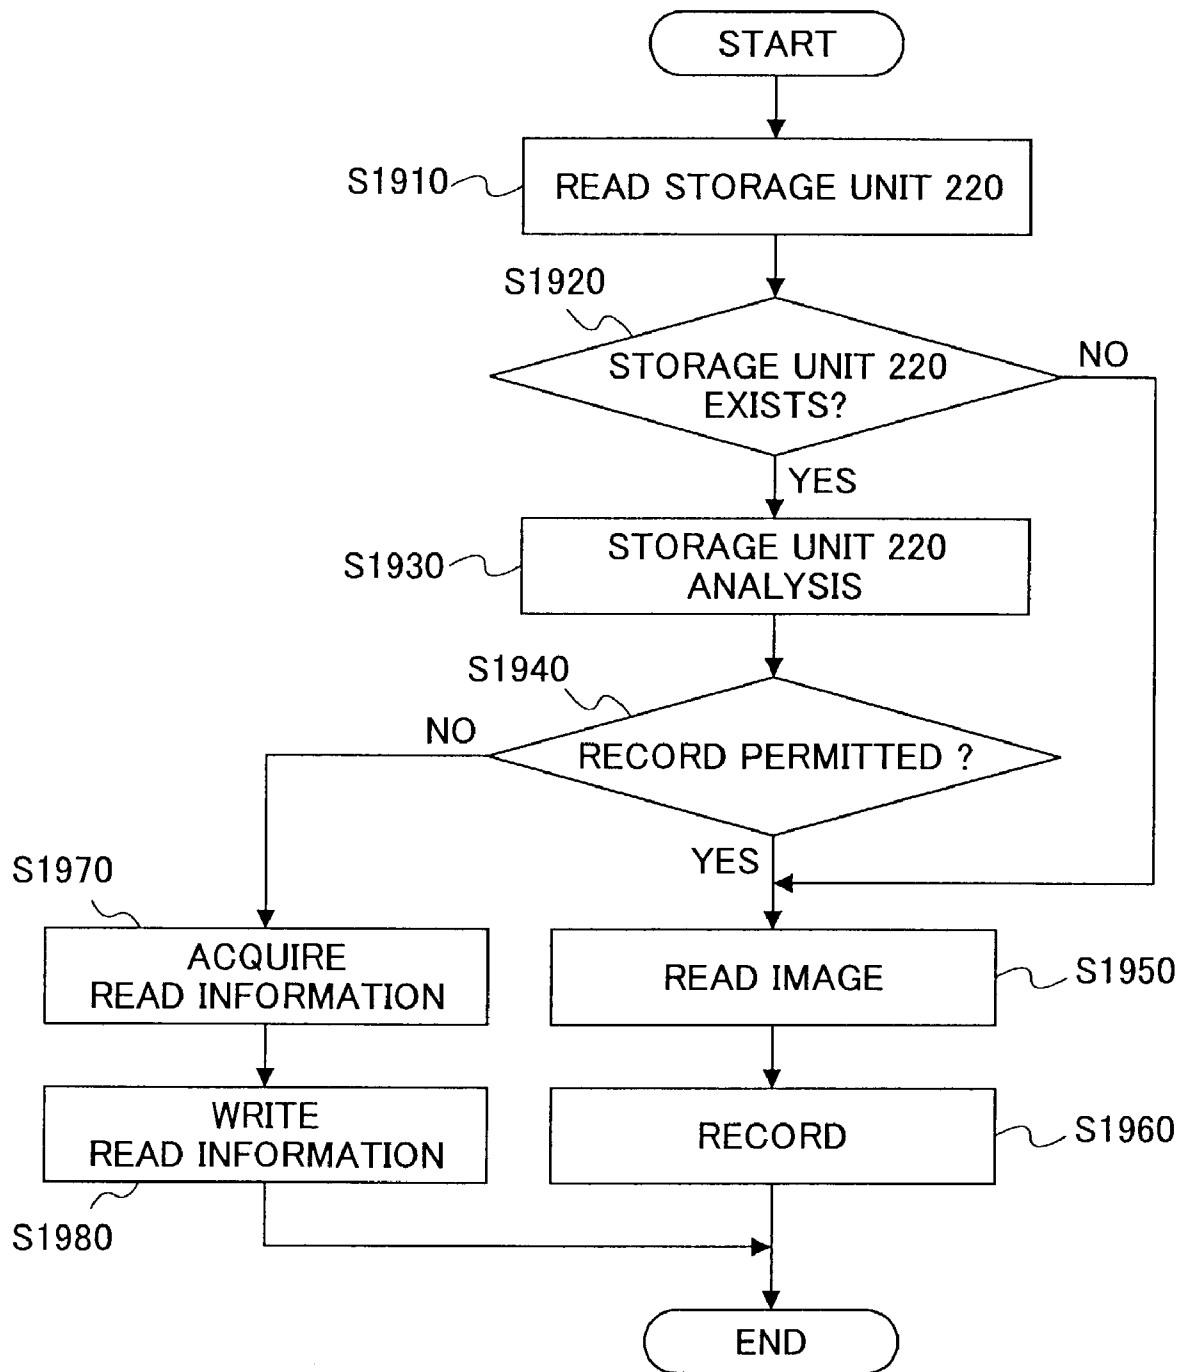 START
S1910
READ STORAGE UNIT 220
S1920
STORAGE UNIT 220
EXISTS?
NO
YES
S1930
STORAGE UNIT 220
ANALYSIS
S1940
NO
RECORD PERMITTED ?
YES
S1970
ACQUIRE
READ INFORMATION
READ IMAGE
S1950
WRITE
READ INFORMATION
RECORD
S1960
S1980
END